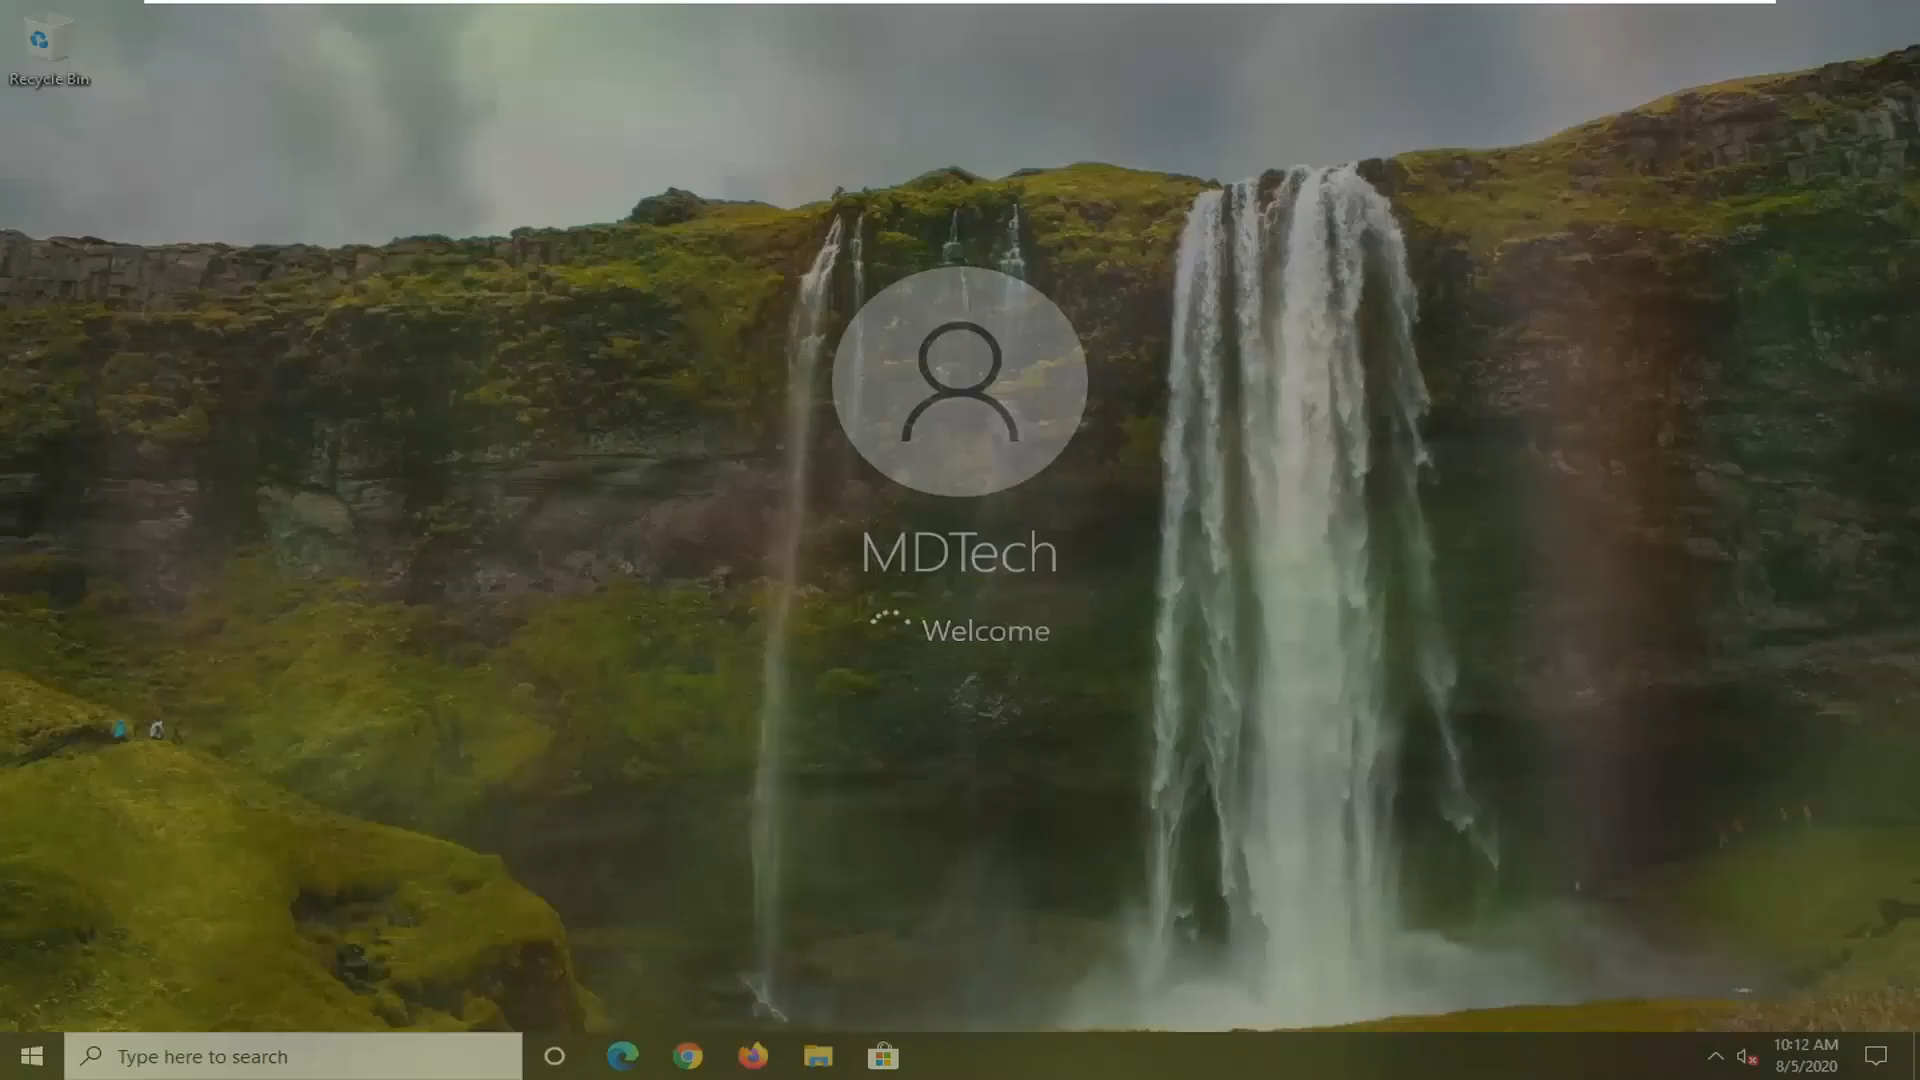 Recycle Bin
MDTech
Welcome
Type here to search
10:12 AM
8/5/2020